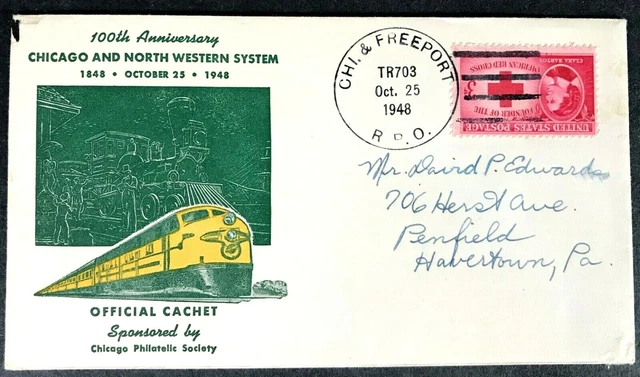 100th Anniversary
CHICAGO AND NORTH WESTERN SYSTEM
1848 • OCTOBER 25 • 1948
OFFICIAL CACHET
Sponsored by
Chicago Philatelic Society
CHI. & FREEPORT
TR703
Oct. 25
1948
R.P.O.
UNITED STATES POSTAGE
FOUNDER OF THE
AMERICAN RED CROSS
CLARA BARTON
3¢
Mr. David P. Edwards
706 Herst Ave.
Penfield
Havertown, Pa.